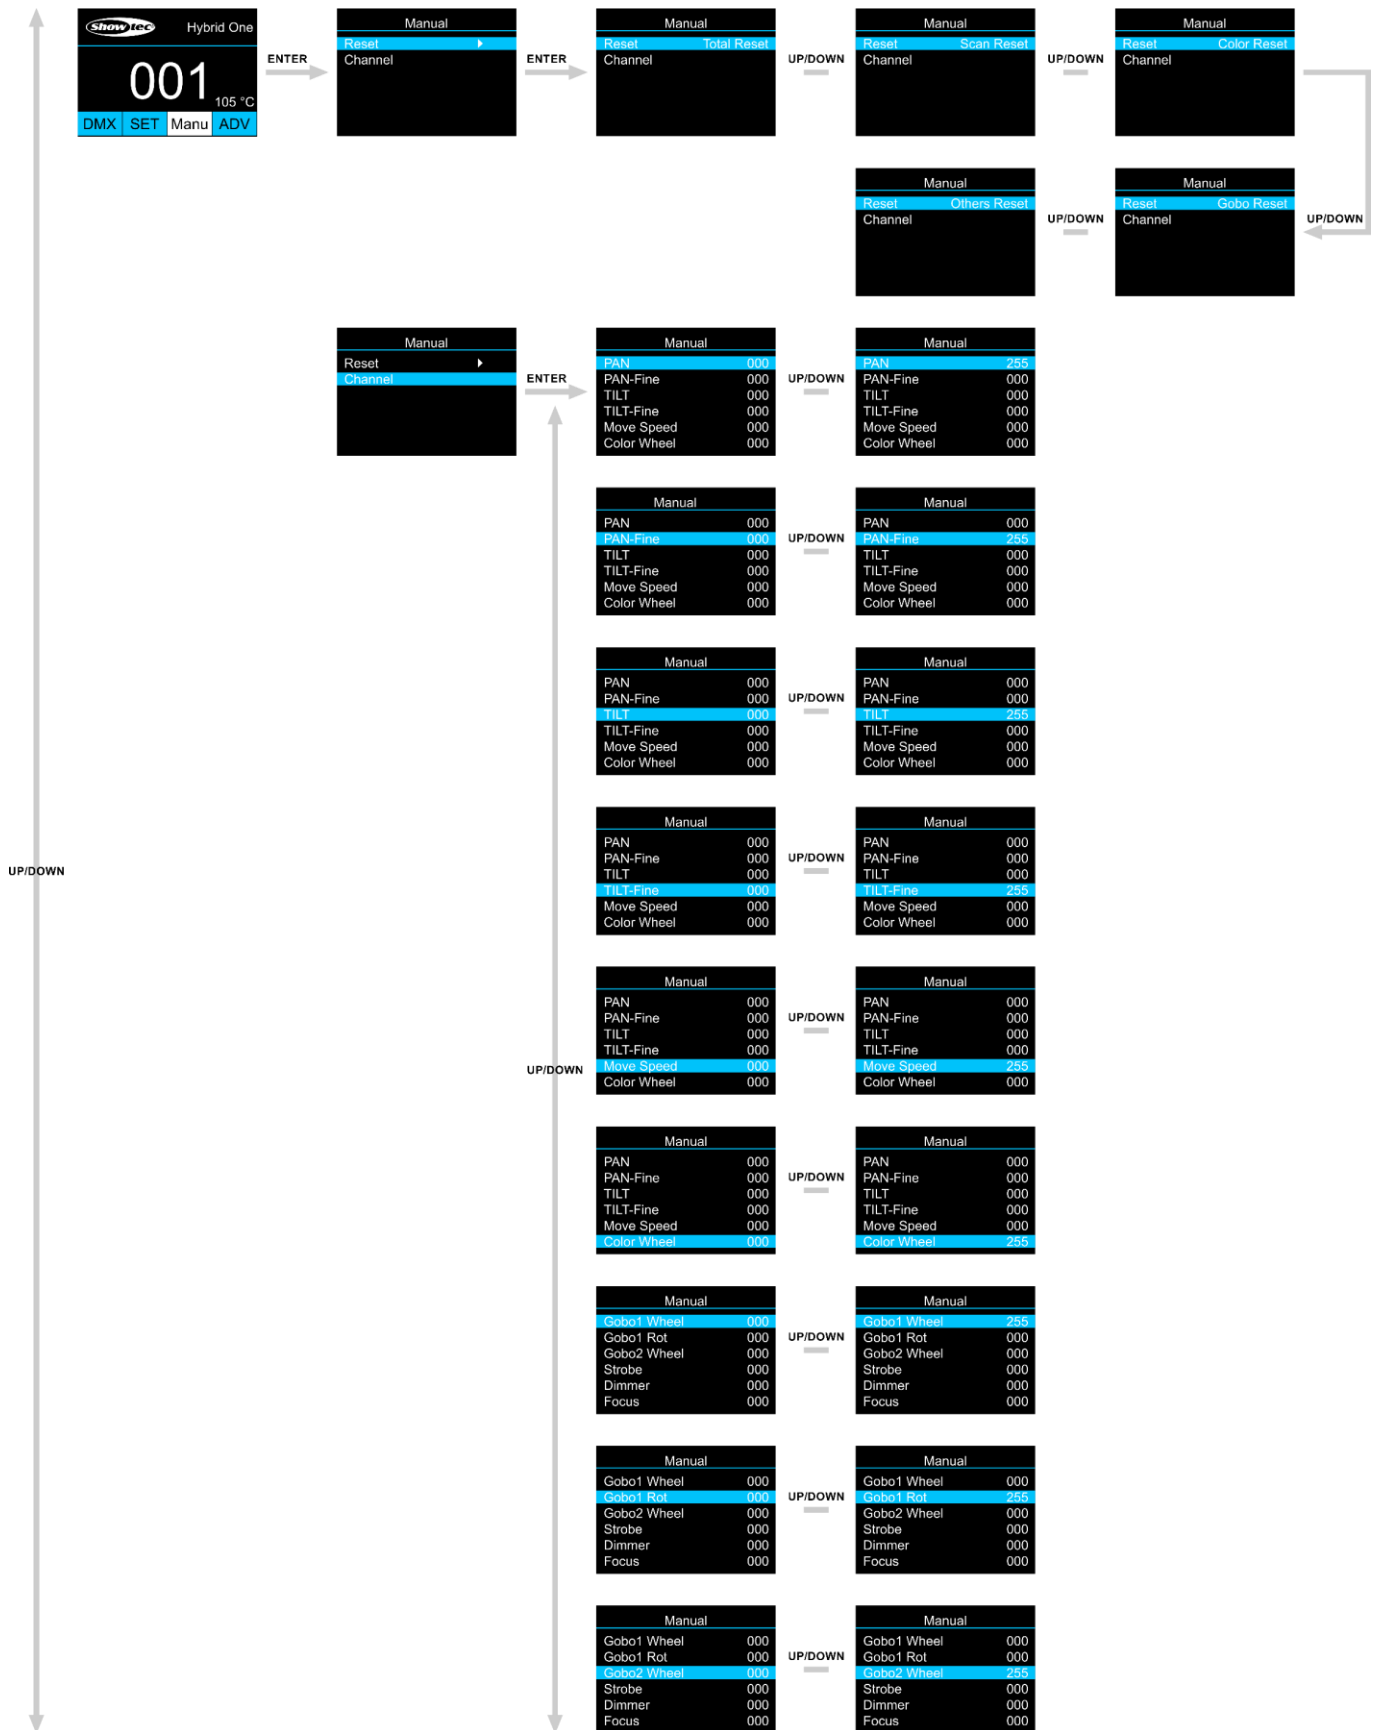 Showtec Hybrid One
001
105 °C
DMX SET Manu ADV
ENTER
Manual
Reset
Channel
ENTER
Manual
Reset Total Reset
Channel
UP/DOWN
Manual
Reset Scan Reset
Channel
UP/DOWN
Manual
Reset Color Reset
Channel
Manual
Reset Others Reset
Channel
UP/DOWN
Manual
Reset Gobo Reset
Channel
UP/DOWN
Manual
Reset
Channel
ENTER
Manual
PAN 000
PAN-Fine 000
TILT 000
TILT-Fine 000
Move Speed 000
Color Wheel 000
UP/DOWN
Manual
PAN 255
PAN-Fine 000
TILT 000
TILT-Fine 000
Move Speed 000
Color Wheel 000
Manual
PAN 000
PAN-Fine 000
TILT 000
TILT-Fine 000
Move Speed 000
Color Wheel 000
UP/DOWN
Manual
PAN 000
PAN-Fine 255
TILT 000
TILT-Fine 000
Move Speed 000
Color Wheel 000
Manual
PAN 000
PAN-Fine 000
TILT 000
TILT-Fine 000
Move Speed 000
Color Wheel 000
UP/DOWN
Manual
PAN 000
PAN-Fine 000
TILT 255
TILT-Fine 000
Move Speed 000
Color Wheel 000
UP/DOWN
Manual
PAN 000
PAN-Fine 000
TILT 000
TILT-Fine 000
Move Speed 000
Color Wheel 000
UP/DOWN
Manual
PAN 000
PAN-Fine 000
TILT 000
TILT-Fine 255
Move Speed 000
Color Wheel 000
UP/DOWN
Manual
PAN 000
PAN-Fine 000
TILT 000
TILT-Fine 000
Move Speed 000
Color Wheel 000
UP/DOWN
Manual
PAN 000
PAN-Fine 000
TILT 000
TILT-Fine 000
Move Speed 255
Color Wheel 000
Manual
PAN 000
PAN-Fine 000
TILT 000
TILT-Fine 000
Move Speed 000
Color Wheel 000
UP/DOWN
Manual
PAN 000
PAN-Fine 000
TILT 000
TILT-Fine 000
Move Speed 000
Color Wheel 255
Manual
Gobo1 Wheel 000
Gobo1 Rot 000
Gobo2 Wheel 000
Strobe 000
Dimmer 000
Focus 000
UP/DOWN
Manual
Gobo1 Wheel 255
Gobo1 Rot 000
Gobo2 Wheel 000
Strobe 000
Dimmer 000
Focus 000
Manual
Gobo1 Wheel 000
Gobo1 Rot 000
Gobo2 Wheel 000
Strobe 000
Dimmer 000
Focus 000
UP/DOWN
Manual
Gobo1 Wheel 000
Gobo1 Rot 255
Gobo2 Wheel 000
Strobe 000
Dimmer 000
Focus 000
Manual
Gobo1 Wheel 000
Gobo1 Rot 000
Gobo2 Wheel 000
Strobe 000
Dimmer 000
Focus 000
UP/DOWN
Manual
Gobo1 Wheel 000
Gobo1 Rot 000
Gobo2 Wheel 255
Strobe 000
Dimmer 000
Focus 000